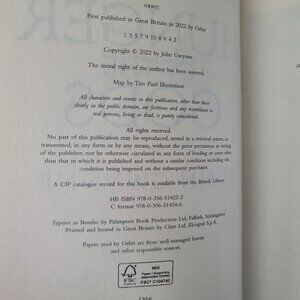 ORBIT
First published in Great Britain in 2022 by Orbit
1 3 5 7 9 10 8 6 4 2
Copyright © 2022 by John Gwynne
The moral right of the author has been asserted.
Map by Tim Paul Illustration
All characters and events in this publication, other than those
clearly in the public domain, are fictitious and any resemblance
to real persons, living or dead, is purely coincidental.
All rights reserved.
No part of this publication may be reproduced, stored in a retrieval system, or
transmitted, in any form or by any means, without the prior permission in writing
of the publisher, nor be otherwise circulated in any form of binding or cover other
than that in which it is published and without a similar condition including this
condition being imposed on the subsequent purchaser.
A CIP catalogue record for this book is available from the British Library.
HB ISBN 978-0-356-51422-2
C format 978-0-356-51424-6
Typeset in Bembo by Palimpsest Book Production Ltd, Falkirk, Stirlingshire
Printed and bound in Great Britain by Clays Ltd, Elcograf S.p.A.
Papers used by Orbit are from well-managed forests
and other responsible sources.
FSC
MIX
FSC® C104740
Orbit